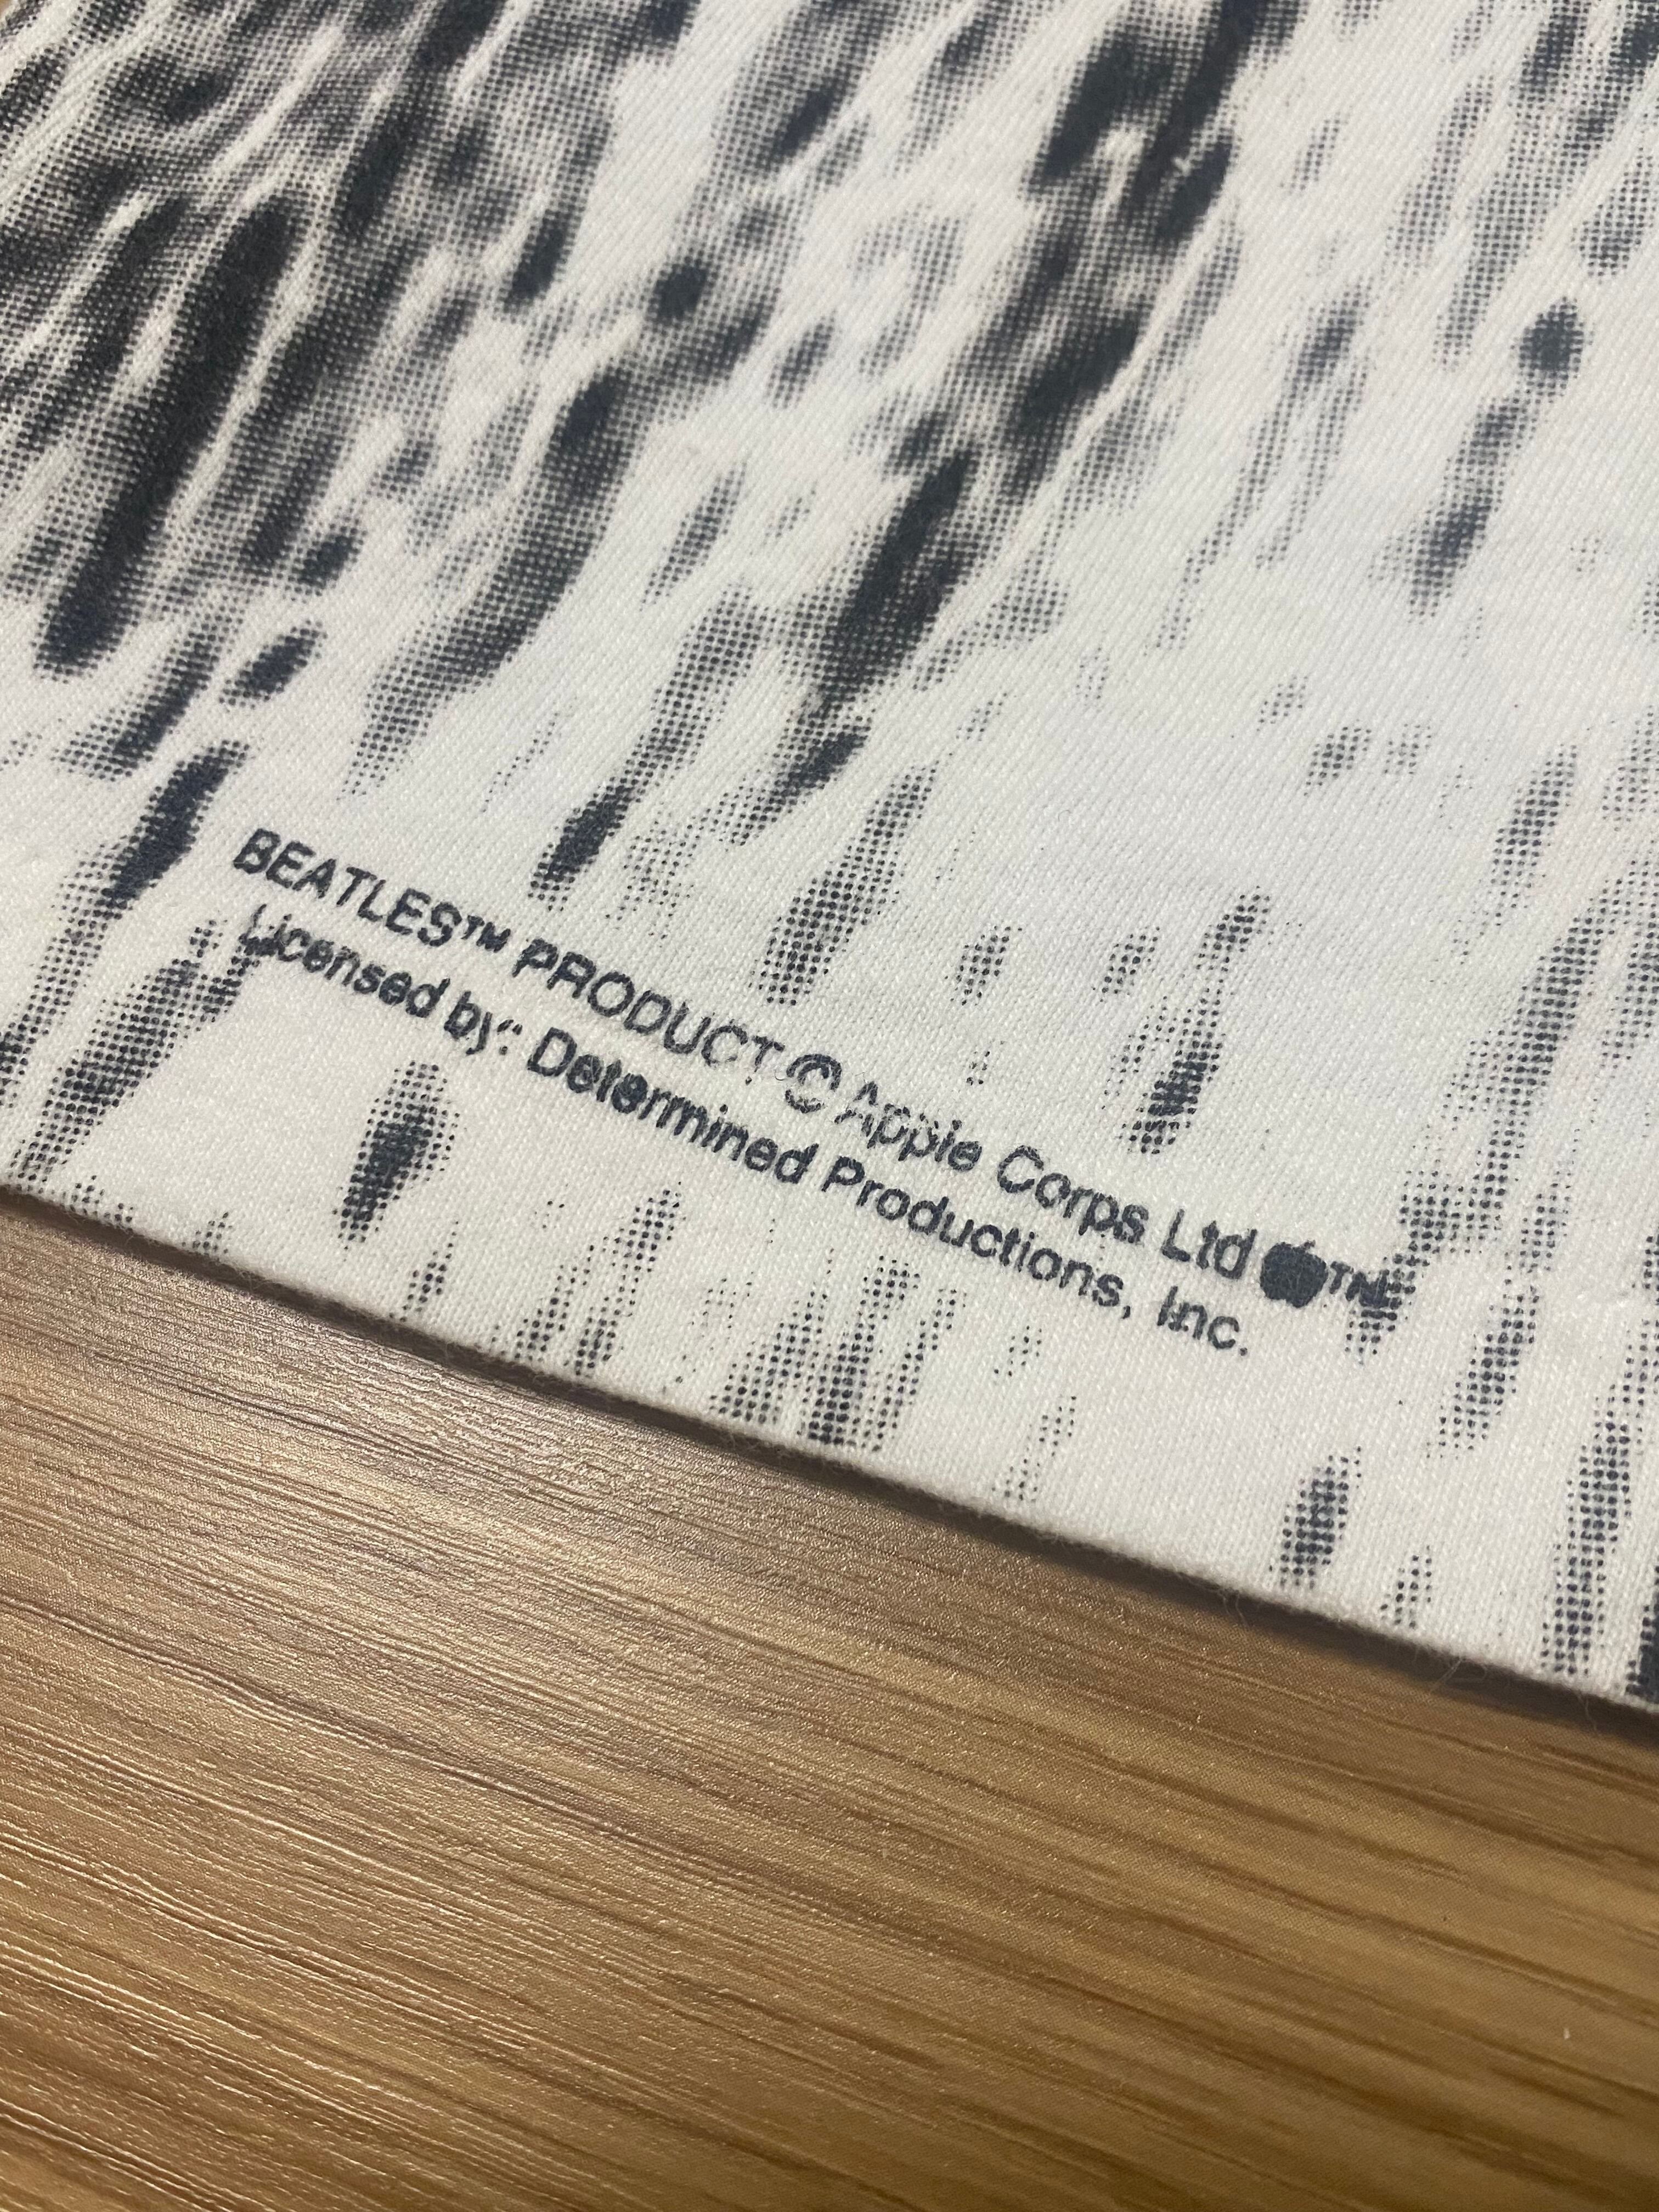 BEATLES™ PRODUCT © Apple Corps Ltd ™
Licensed by: Determined Productions, Inc.